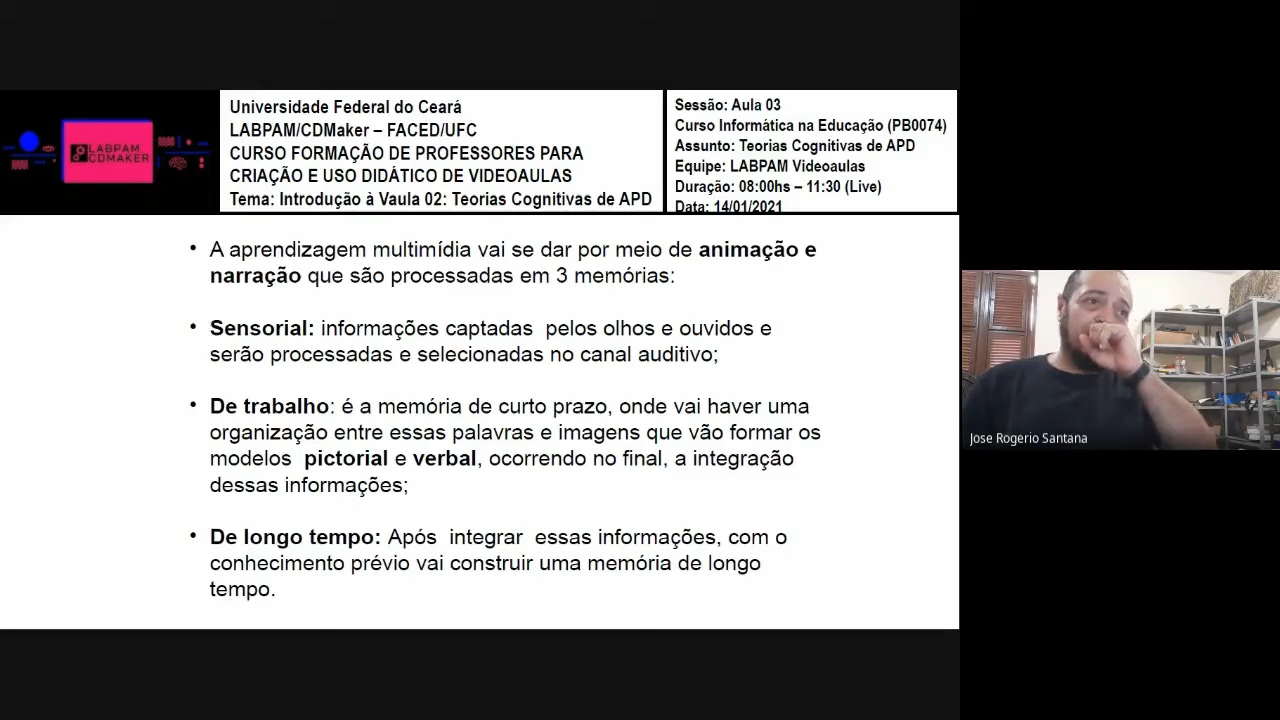 LABPAM
CDMAKER
Universidade Federal do Ceará
LABPAM/CDMaker – FACED/UFC
CURSO FORMAÇÃO DE PROFESSORES PARA
CRIAÇÃO E USO DIDÁTICO DE VIDEOAULAS
Tema: Introdução à Vaula 02: Teorias Cognitivas de APD
Sessão: Aula 03
Curso Informática na Educação (PB0074)
Assunto: Teorias Cognitivas de APD
Equipe: LABPAM Videoaulas
Duração: 08:00hs – 11:30 (Live)
Data: 14/01/2021
• A aprendizagem multimídia vai se dar por meio de animação e
narração que são processadas em 3 memórias:
• Sensorial: informações captadas pelos olhos e ouvidos e
serão processadas e selecionadas no canal auditivo;
• De trabalho: é a memória de curto prazo, onde vai haver uma
organização entre essas palavras e imagens que vão formar os
modelos pictorial e verbal, ocorrendo no final, a integração
dessas informações;
• De longo tempo: Após integrar essas informações, com o
conhecimento prévio vai construir uma memória de longo
tempo.
Jose Rogerio Santana